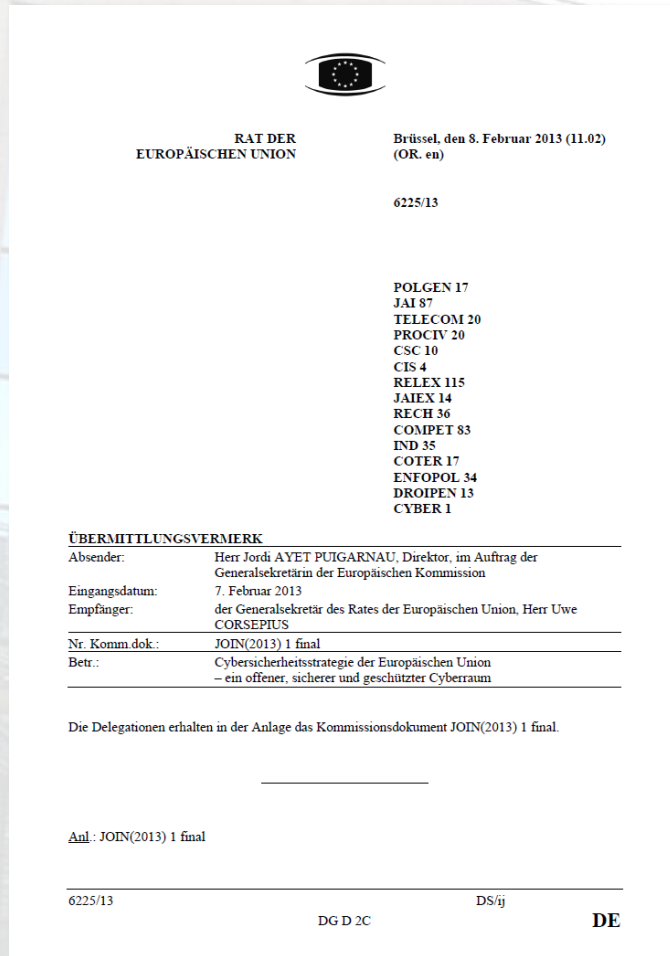 RAT DER
EUROPÄISCHEN UNION
Brüssel, den 8. Februar 2013 (11.02)
(OR. en)
6225/13
POLGEN 17
JAI 87
TELECOM 20
PROCIV 20
CSC 10
CIS 4
RELEX 115
JAIEX 14
RECH 36
COMPET 83
IND 35
COTER 17
ENFOPOL 34
DROIPEN 13
CYBER 1
ÜBERMITTLUNGSVERMERK
Absender: Herr Jordi AYET PUIGARNAU, Direktor, im Auftrag der
Generalsekretärin der Europäischen Kommission
Eingangsdatum: 7. Februar 2013
Empfänger: der Generalsekretär des Rates der Europäischen Union, Herr Uwe
CORSEPIUS
Nr. Komm.dok.: JOIN(2013) 1 final
Betr.: Cybersicherheitsstrategie der Europäischen Union
– ein offener, sicherer und geschützter Cyberraum
Die Delegationen erhalten in der Anlage das Kommissionsdokument JOIN(2013) 1 final.
Anl.: JOIN(2013) 1 final
6225/13 DS/ij
DG D 2C DE